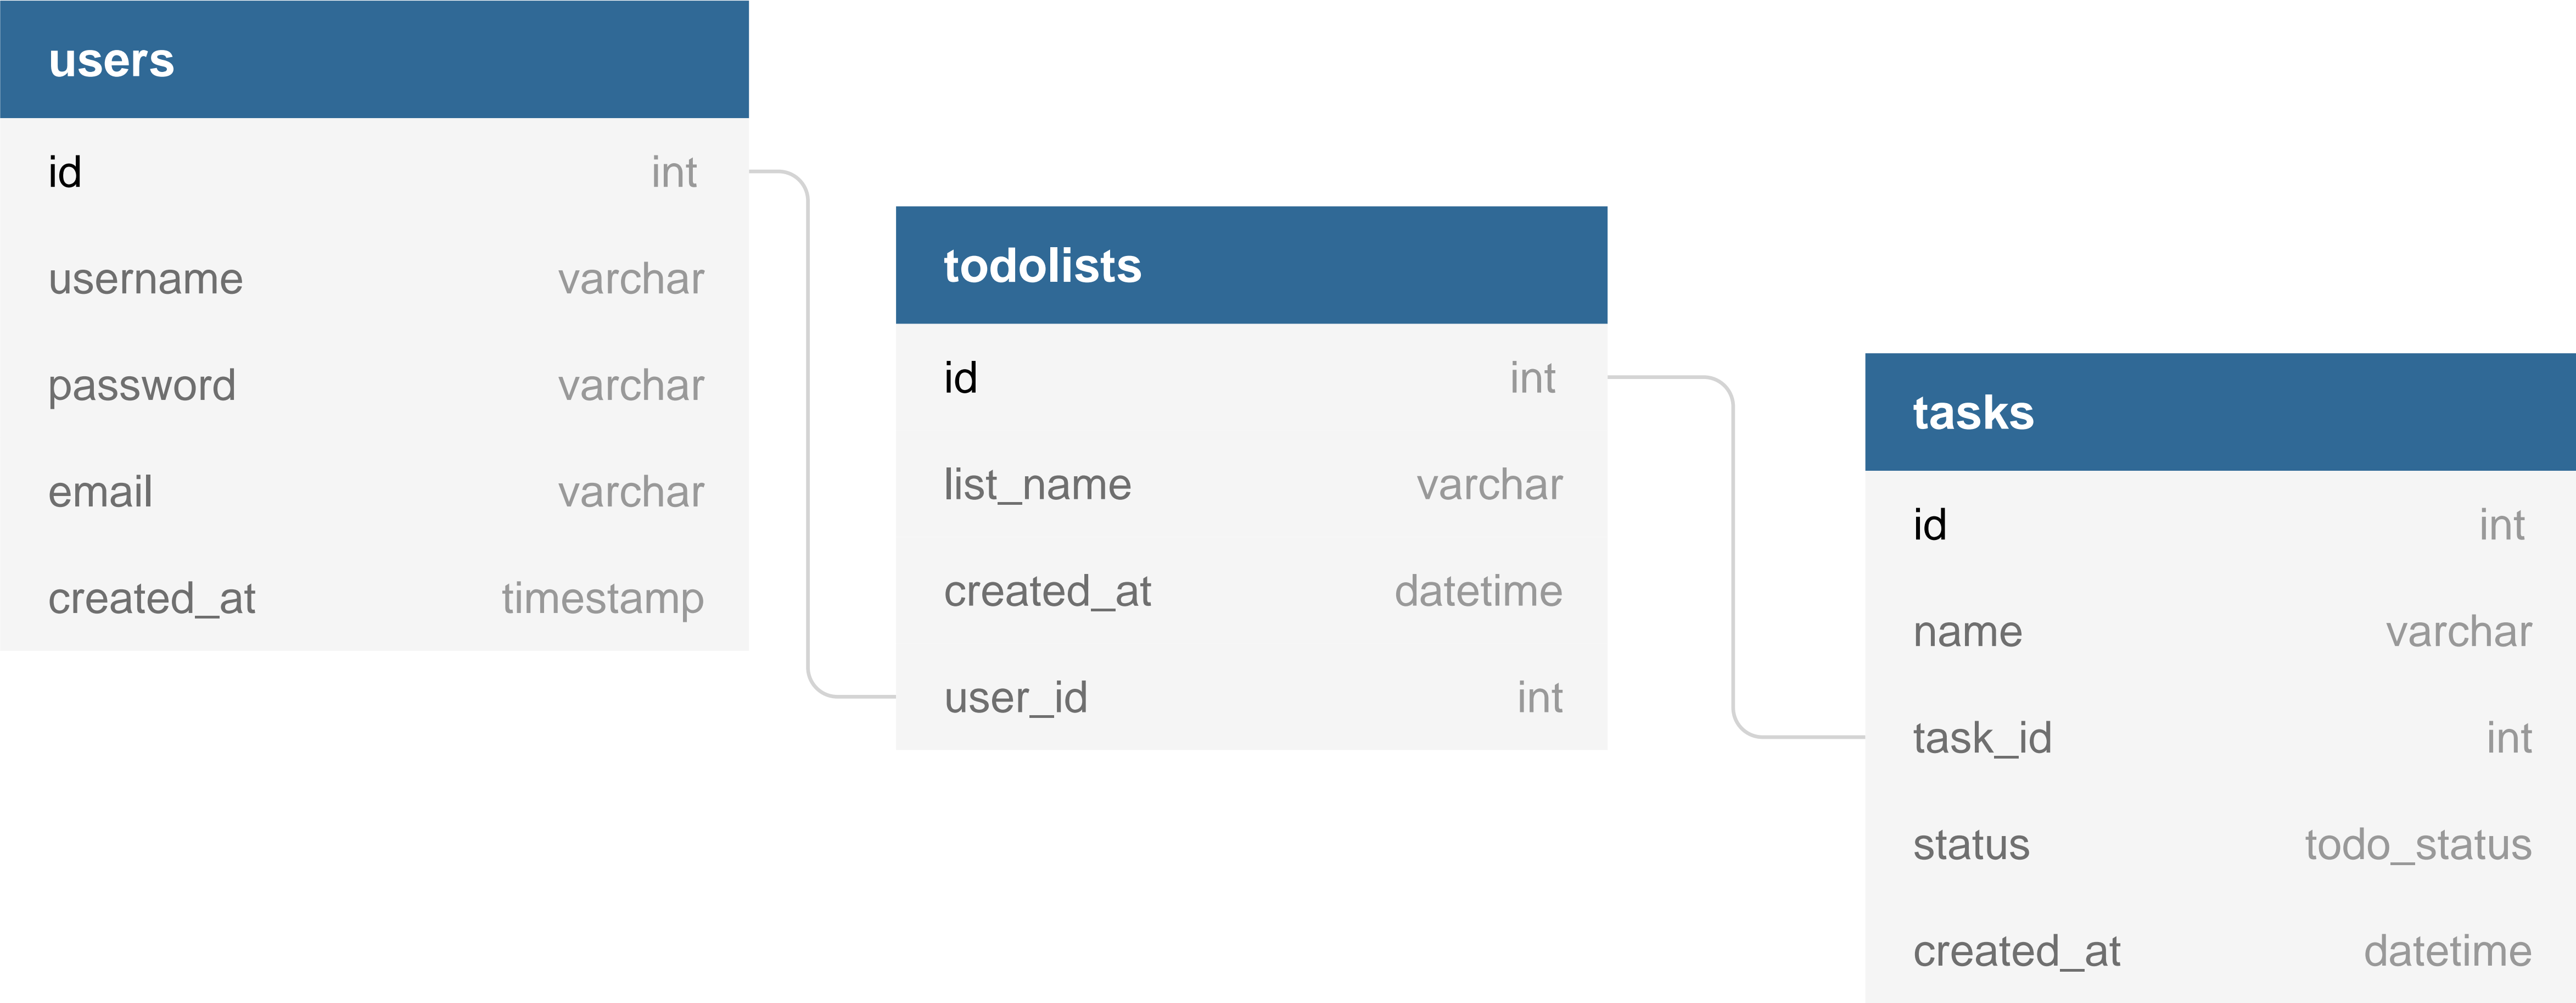 users
id int
username varchar
password varchar
email varchar
created_at timestamp
todolists
id int
list_name varchar
created_at datetime
user_id int
tasks
id int
name varchar
task_id int
status todo_status
created_at datetime